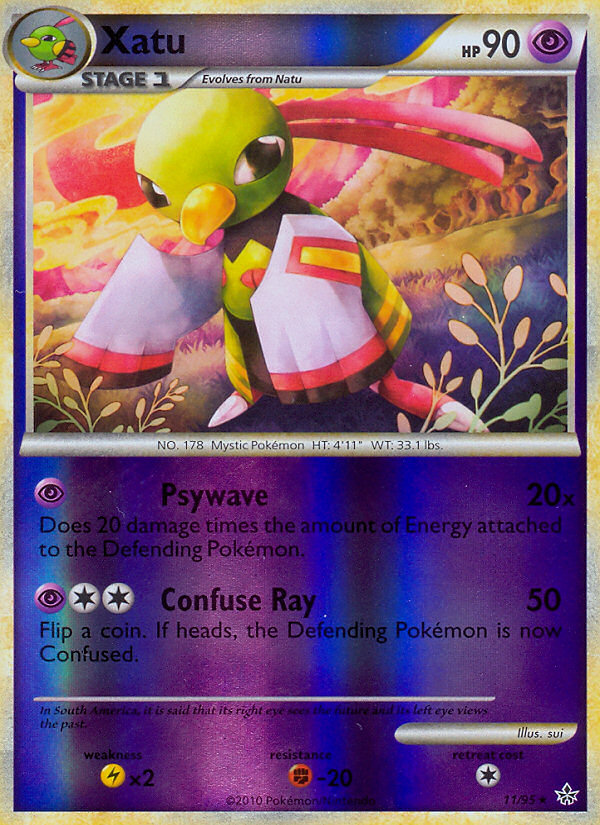 Xatu
HP 90
STAGE 1
Evolves from Natu
NO. 178 Mystic Pokémon HT: 4'11" WT: 33.1 lbs.
Psywave 20x
Does 20 damage times the amount of Energy attached
to the Defending Pokémon.
Confuse Ray 50
Flip a coin. If heads, the Defending Pokémon is now
Confused.
In South America, it is said that its right eye sees the future and its left eye views
the past.
Illus. sui
weakness resistance retreat cost
×2 -20
©2010 Pokémon/Nintendo 11/95 ★